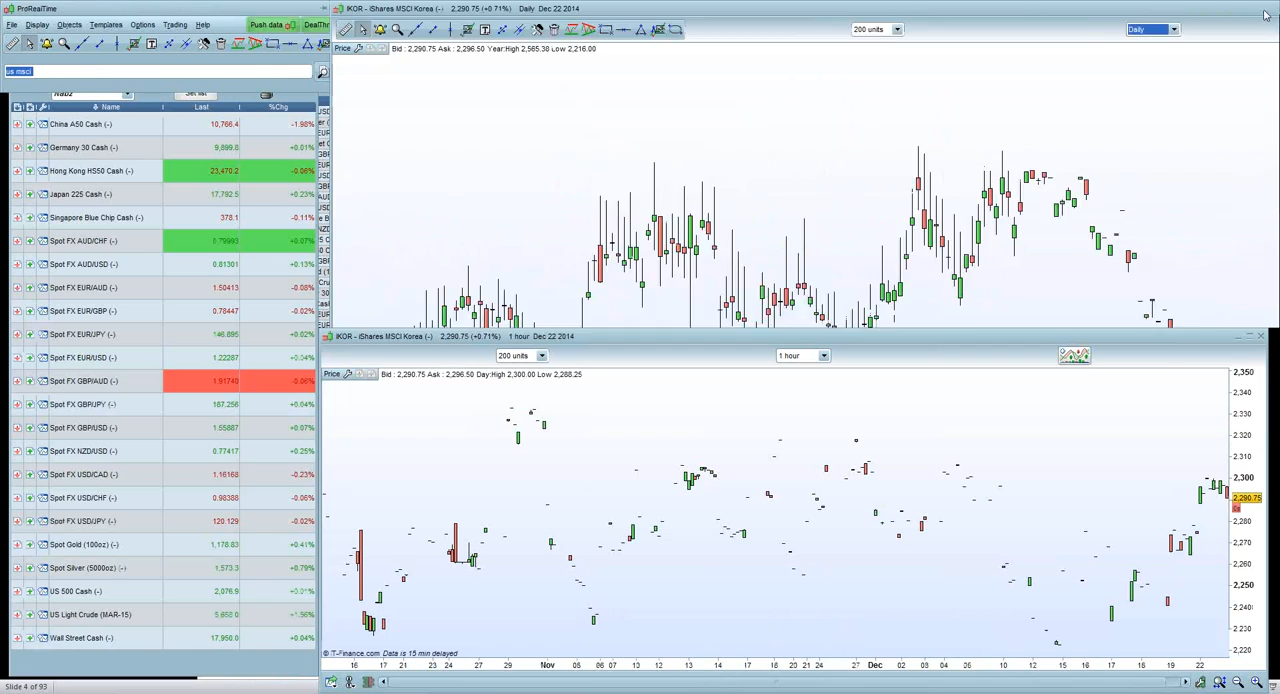 ProRealTime
File Display Objects Templates Options Trading Help Push data DealThr
us msci
Set list
Name Last %Chg
China A50 Cash (-) 10,766.4 -1.98%
Germany 30 Cash (-) 9,899.8 +0.01%
Hong Kong HS50 Cash (-) 23,470.2 -0.06%
Japan 225 Cash (-) 17,792.5 +0.23%
Singapore Blue Chip Cash (-) 378.1 -0.11%
Spot FX AUD/CHF (-) 0.79993 +0.07%
Spot FX AUD/USD (-) 0.81301 +0.13%
Spot FX EUR/AUD (-) 1.50413 -0.08%
Spot FX EUR/GBP (-) 0.78447 -0.02%
Spot FX EUR/JPY (-) 146.895 +0.02%
Spot FX EUR/USD (-) 1.22287 +0.04%
Spot FX GBP/AUD (-) 1.91740 -0.06%
Spot FX GBP/JPY (-) 187.256 +0.04%
Spot FX GBP/USD (-) 1.55887 +0.07%
Spot FX NZD/USD (-) 0.77417 +0.25%
Spot FX USD/CAD (-) 1.16168 -0.23%
Spot FX USD/CHF (-) 0.98388 -0.06%
Spot FX USD/JPY (-) 120.129 -0.02%
Spot Gold (100oz) (-) 1,178.83 +0.41%
Spot Silver (5000oz) (-) 1,573.3 +0.79%
US 500 Cash (-) 2,076.9
US Light Crude (MAR-15) 5,658.0 +1.56%
Wall Street Cash (-) 17,950.0 +0.04%
Slide 4 of 93
IKOR - iShares MSCI Korea (-) 2,290.75 (+0.71%) Daily Dec 22 2014
200 units Daily
Price Bid : 2,290.75 Ask : 2,296.50 Year:High 2,565.38 Low 2,216.00
IKOR - iShares MSCI Korea (-) 2,290.75 (+0.71%) 1 hour Dec 22 2014
200 units 1 hour
Price Bid : 2,290.75 Ask : 2,296.50 Day:High 2,300.00 Low 2,288.25
2,350
2,340
2,330
2,320
2,310
2,300
2,290.75
2,280
2,270
2,260
2,250
2,240
2,230
2,220
© IT-Finance.com Data is 15 min delayed
16 17 21 23 24 27 29 Nov 05 06 07 10 12 13 14 17 18 20 21 24 27 Dec 02 03 04 05 08 10 11 12 15 16 17 18 19 22